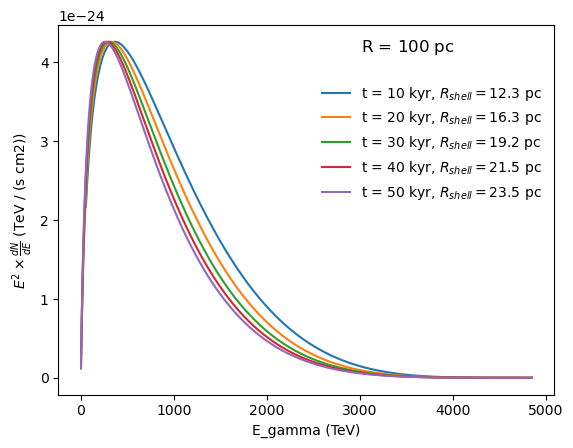 1e−24
R = 100 pc
t = 10 kyr, R_shell = 12.3 pc
t = 20 kyr, R_shell = 16.3 pc
t = 30 kyr, R_shell = 19.2 pc
t = 40 kyr, R_shell = 21.5 pc
t = 50 kyr, R_shell = 23.5 pc
E² × dN/dE (TeV / (s cm2))
4
3
2
1
0
0 1000 2000 3000 4000 5000
E_gamma (TeV)